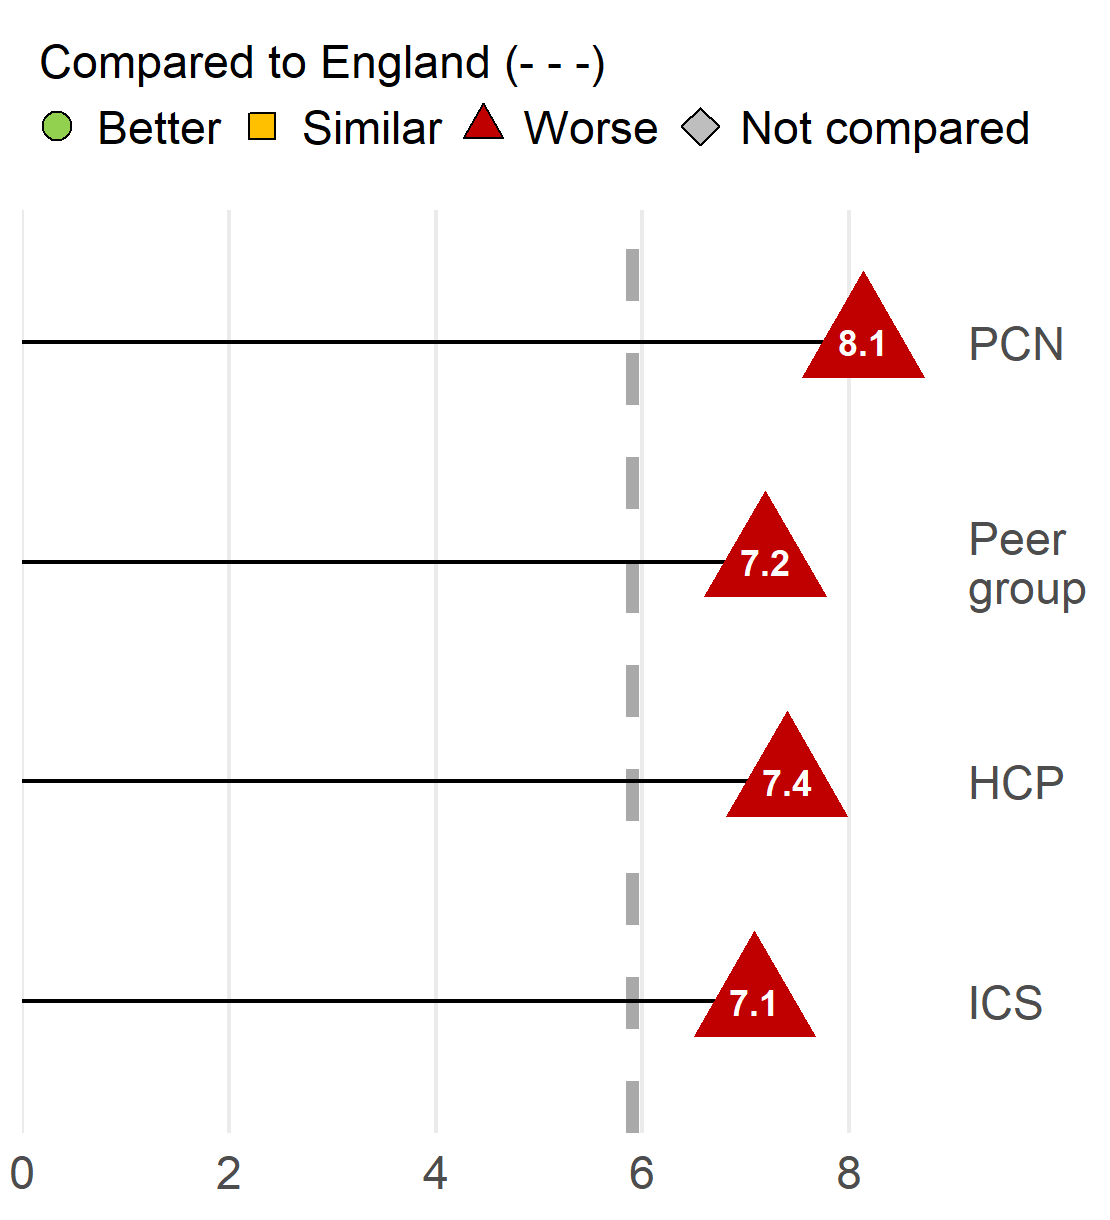 Compared to England (- - -)
Better Similar Worse Not compared
8.1 PCN
7.2 Peer
group
7.4 HCP
7.1 ICS
0 2 4 6 8